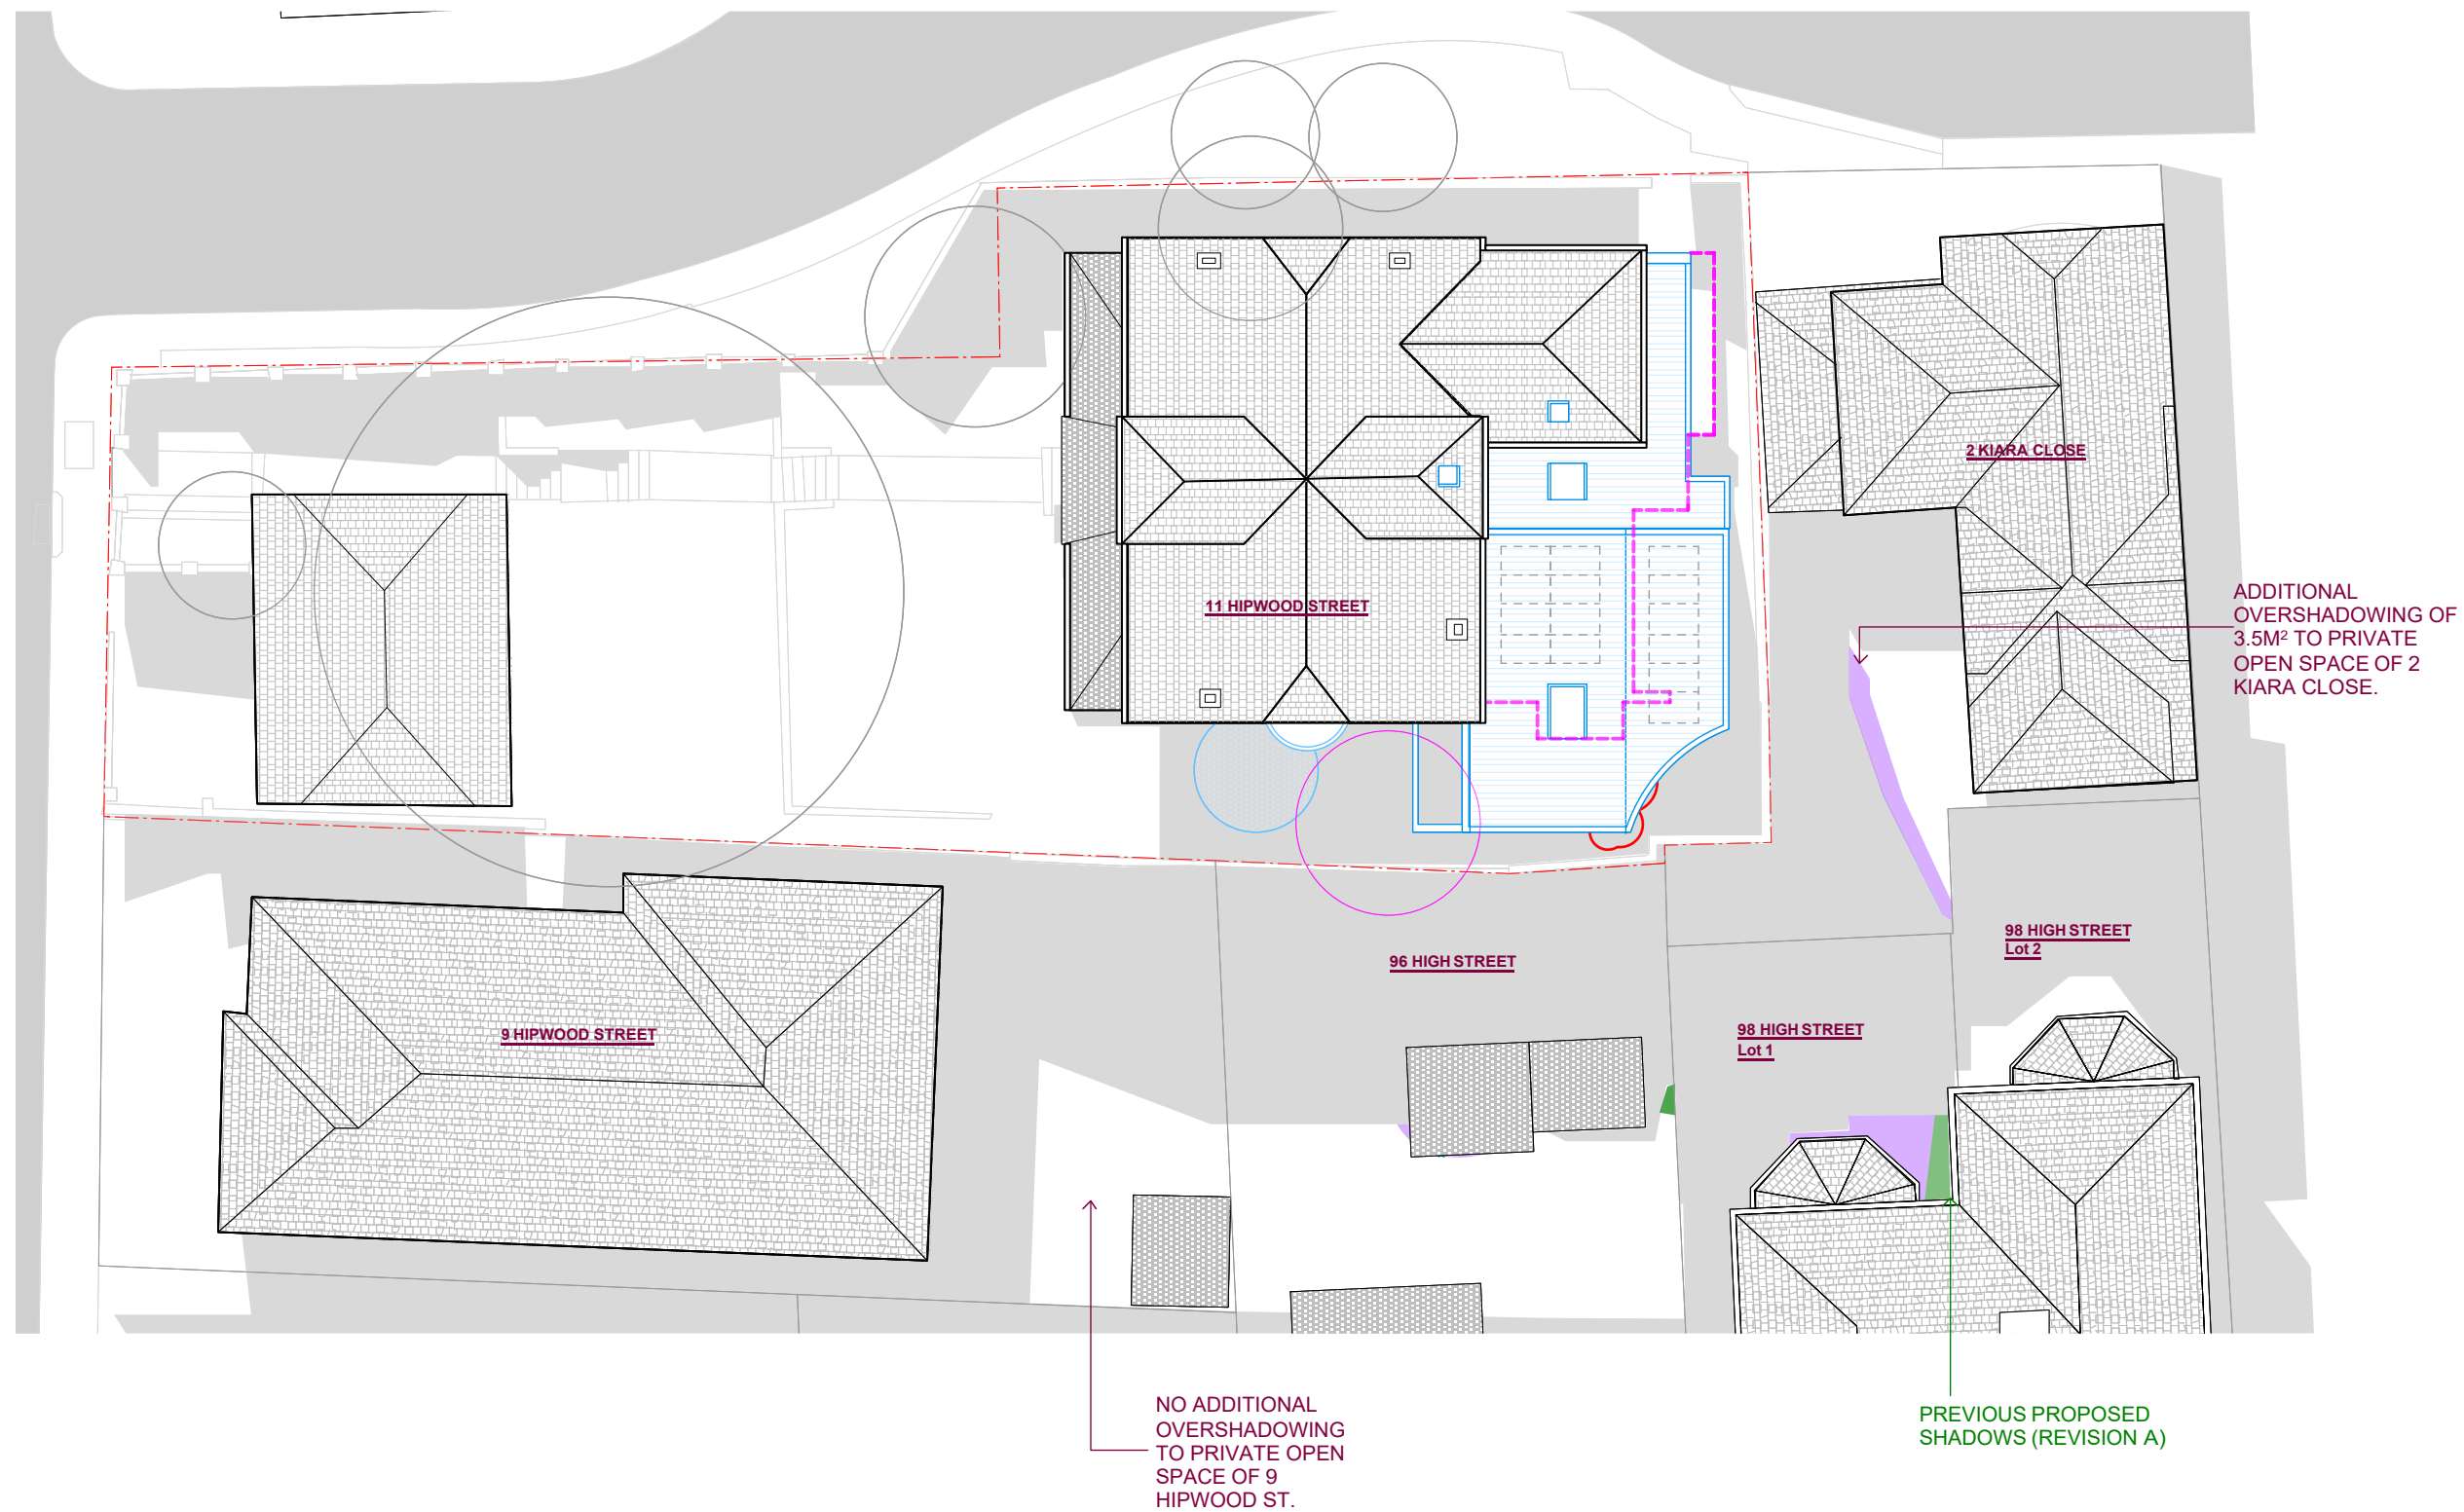 2 KIARA CLOSE
ADDITIONAL
OVERSHADOWING OF
3.5M² TO PRIVATE
OPEN SPACE OF 2
KIARA CLOSE.
11 HIPWOOD STREET
98 HIGH STREET
Lot 2
96 HIGH STREET
98 HIGH STREET
Lot 1
9 HIPWOOD STREET
NO ADDITIONAL
OVERSHADOWING
TO PRIVATE OPEN
SPACE OF 9
HIPWOOD ST.
PREVIOUS PROPOSED
SHADOWS (REVISION A)